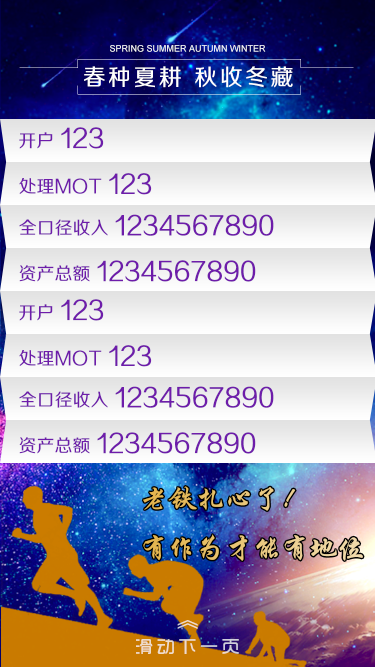 SPRING SUMMER AUTUMN WINTER
春种夏耕 秋收冬藏
开户 123
处理MOT 123
全口径收入 1234567890
资产总额 1234567890
开户 123
处理MOT 123
全口径收入 1234567890
资产总额 1234567890
老铁扎心了！
有作为才能有地位
滑动下一页